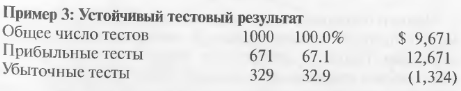 Пример 3: Устойчивый тестовый результат
Общее число тестов 1000 100.0% $ 9,671
Прибыльные тесты 671 67.1 12,671
Убыточные тесты 329 32.9 (1,324)